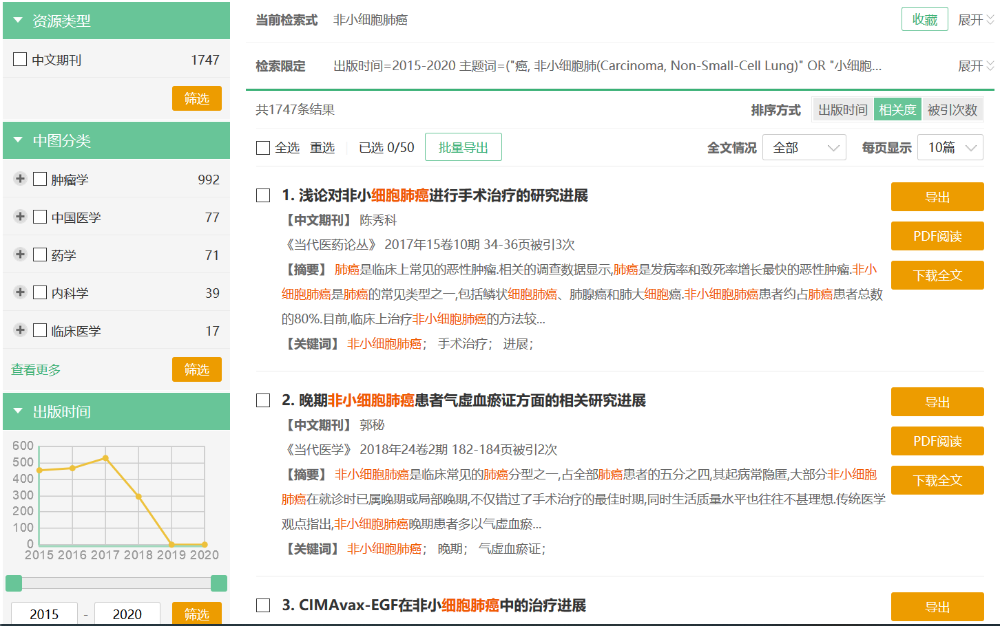 资源类型
中文期刊 1747
筛选
中图分类
肿瘤学 992
中国医学 77
药学 71
内科学 39
临床医学 17
查看更多 筛选
出版时间
600
500
400
300
200
100
0
2015 2016 2017 2018 2019 2020
2015 - 2020 筛选
当前检索式 非小细胞肺癌 收藏 展开
检索限定 出版时间=2015-2020 主题词=("癌, 非小细胞肺(Carcinoma, Non-Small-Cell Lung)" OR "小细胞... 展开
共1747条结果 排序方式 出版时间 相关度 被引次数
全选 重选 已选 0/50 批量导出 全文情况 全部 每页显示 10篇
1. 浅论对非小细胞肺癌进行手术治疗的研究进展
【中文期刊】 陈秀科
《当代医药论丛》 2017年15卷10期 34-36页被引3次
【摘要】 肺癌是临床上常见的恶性肿瘤.相关的调查数据显示,肺癌是发病率和致死率增长最快的恶性肿瘤.非小
细胞肺癌是肺癌的常见类型之一,包括鳞状细胞肺癌、肺腺癌和肺大细胞癌.非小细胞肺癌患者约占肺癌患者总数
的80%.目前,临床上治疗非小细胞肺癌的方法较...
【关键词】 非小细胞肺癌； 手术治疗； 进展；
导出
PDF阅读
下载全文
2. 晚期非小细胞肺癌患者气虚血瘀证方面的相关研究进展
【中文期刊】 郭秘
《当代医学》 2018年24卷2期 182-184页被引2次
【摘要】 非小细胞肺癌是临床常见的肺癌分型之一,占全部肺癌患者的五分之四,其起病常隐匿,大部分非小细胞
肺癌在就诊时已属晚期或局部晚期,不仅错过了手术治疗的最佳时期,同时生活质量水平也往往不甚理想.传统医学
观点指出,非小细胞肺癌晚期患者多以气虚血瘀...
【关键词】 非小细胞肺癌； 晚期； 气虚血瘀证；
导出
PDF阅读
下载全文
3. CIMAvax-EGF在非小细胞肺癌中的治疗进展
导出